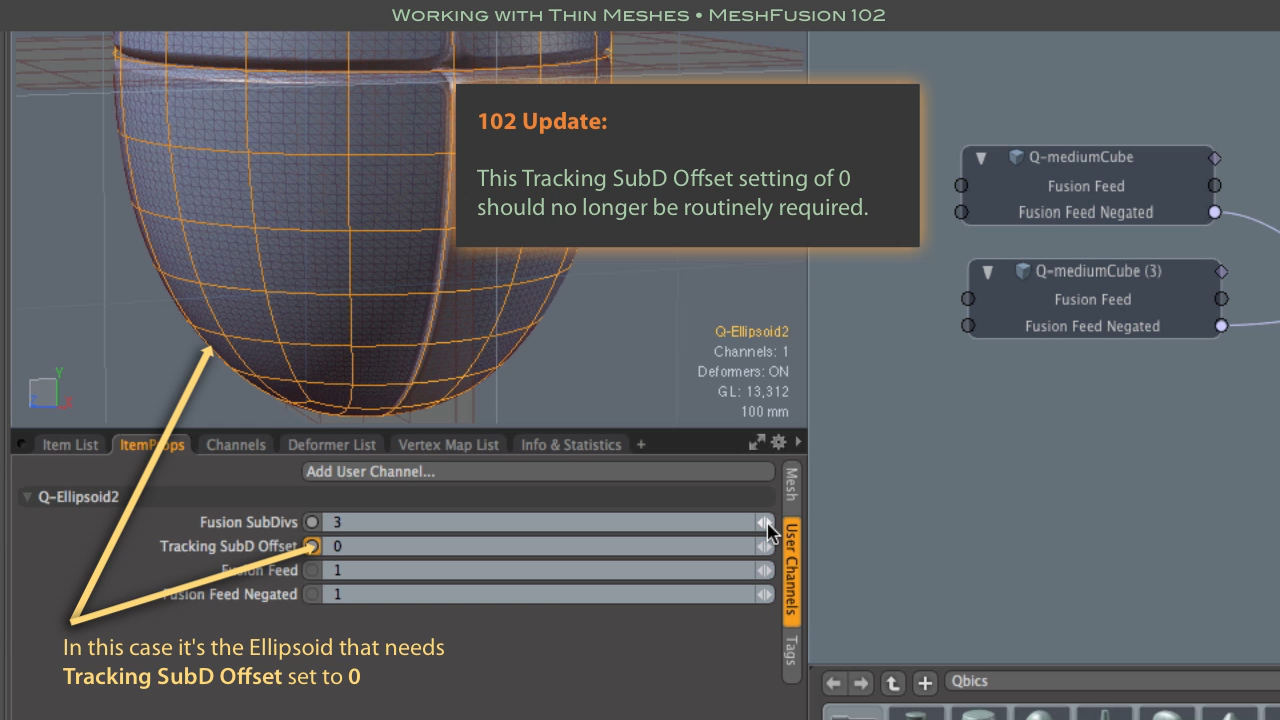 Working with Thin Meshes • MeshFusion 102
102 Update:
This Tracking SubD Offset setting of 0
should no longer be routinely required.
Q-mediumCube
Fusion Feed
Fusion Feed Negated
Q-mediumCube (3)
Fusion Feed
Fusion Feed Negated
Q-Ellipsoid2
Channels: 1
Deformers: ON
GL: 13,312
100 mm
Y
Z
X
Item List
ItemProps
Channels
Deformer List
Vertex Map List
Info & Statistics
+
Add User Channel...
Q-Ellipsoid2
Fusion SubDivs 3
Tracking SubD Offset 0
Fusion Feed 1
Fusion Feed Negated 1
Mesh
User Channels
Tags
In this case it's the Ellipsoid that needs
Tracking SubD Offset set to 0
Qbics